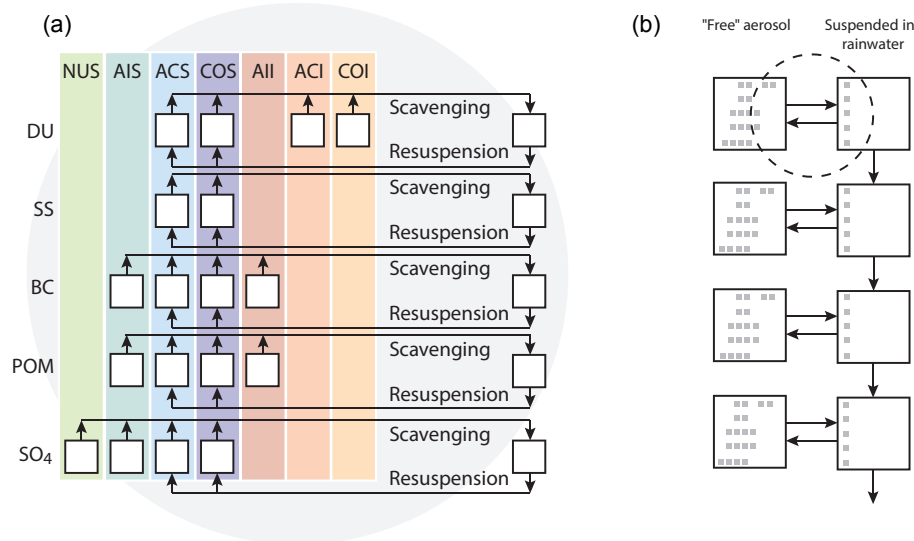 (a)
NUS AIS ACS COS AII ACI COI
DU
Scavenging
Resuspension
SS
Scavenging
Resuspension
BC
Scavenging
Resuspension
POM
Scavenging
Resuspension
SO4
Scavenging
Resuspension
(b)
"Free" aerosol
Suspended in
rainwater